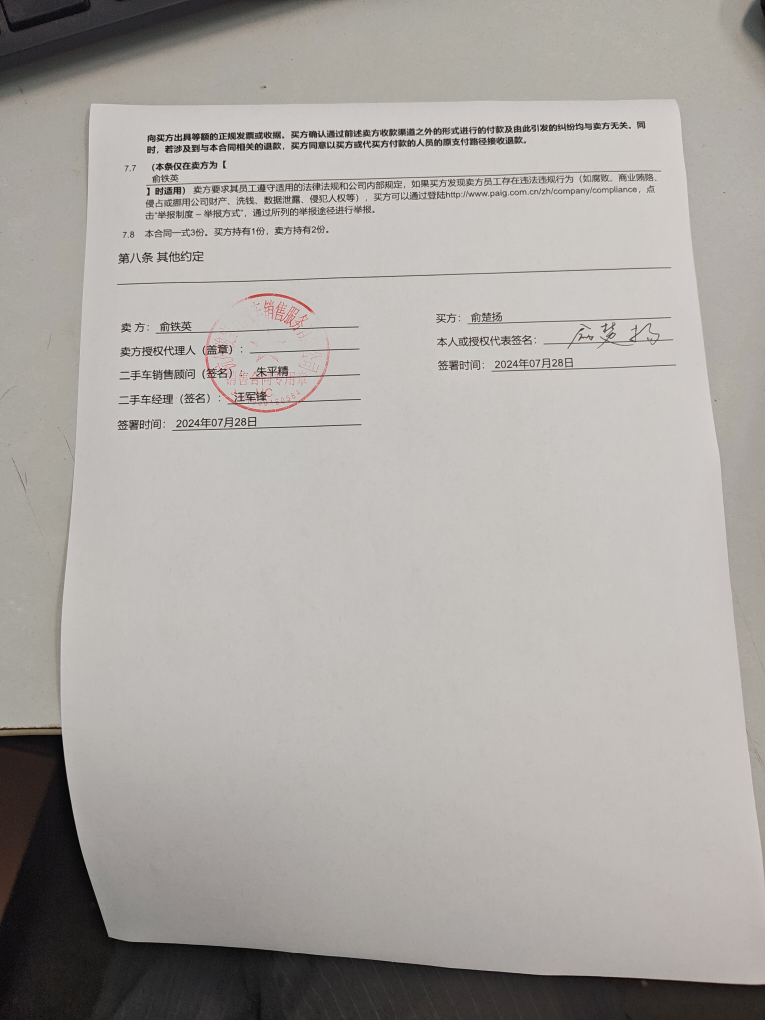 向买方出具等额的正规发票或收据。买方确认通过前述卖方收款渠道之外的形式进行的付款及由此引发的纠纷均与卖方无关。同
时，若涉及到与本合同相关的退款，买方同意以买方或代买方付款的人员的原支付路径接收退款。
7.7 （本条仅在卖方为【
俞铁英
】时适用）卖方要求其员工遵守适用的法律法规和公司内部规定，如果买方发现卖方员工存在违法违规行为（如腐败、商业贿赂、
侵占或挪用公司财产、洗钱、数据泄露、侵犯人权等），买方可以通过登陆http://www.paig.com.cn/zh/company/compliance，点
击“举报制度 – 举报方式”，通过所列的举报途径进行举报。
7.8 本合同一式3份。买方持有1份，卖方持有2份。
第八条 其他约定
卖方：俞铁英
卖方授权代理人（盖章）：
二手车销售顾问（签名）：朱平精
二手车经理（签名）：汪军锋
签署时间：2024年07月28日
销售服务
销售合同专用章
买方：俞楚扬
本人或授权代表签名：俞楚扬
签署时间：2024年07月28日